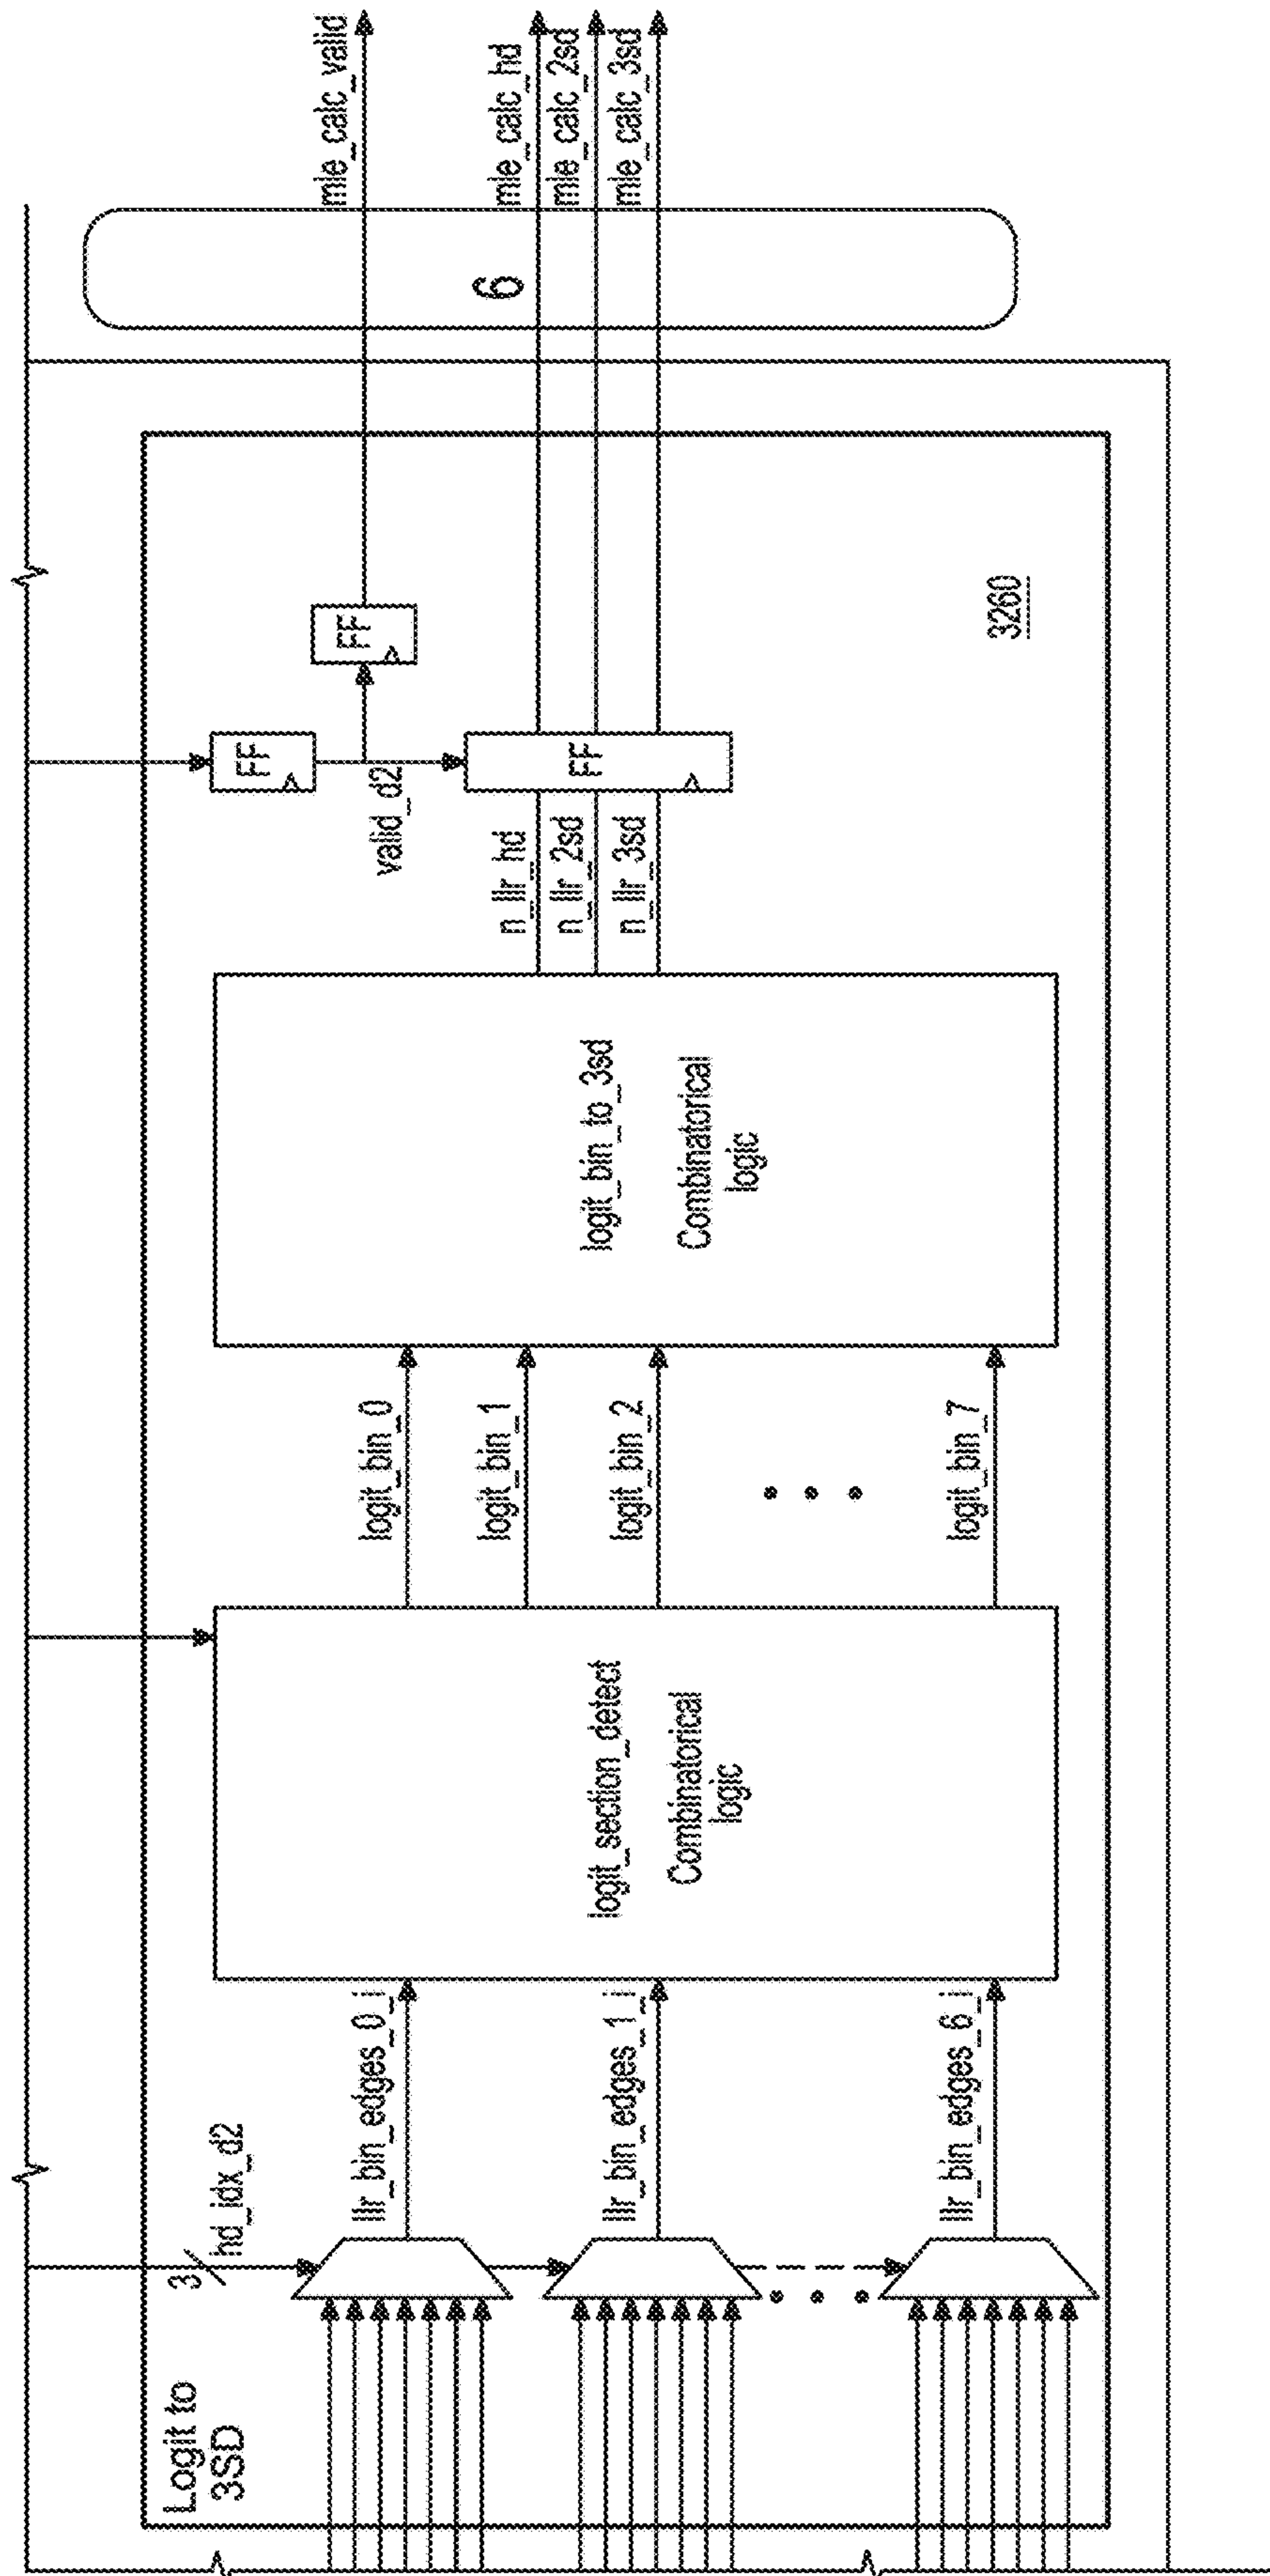 Logit to
3SD
3
hd_idx_d2
llr_bin_edges_0_i
llr_bin_edges_1_i
llr_bin_edges_6_i
logit_section_detect
Combinatorical
logic
logit_bin_0
logit_bin_1
logit_bin_2
logit_bin_7
logit_bin_to_3sd
Combinatorical
logic
n_llr_hd
n_llr_2sd
n_llr_3sd
valid_d2
FF
FF
FF
3260
6
mle_calc_valid
mle_calc_hd
mle_calc_2sd
mle_calc_3sd